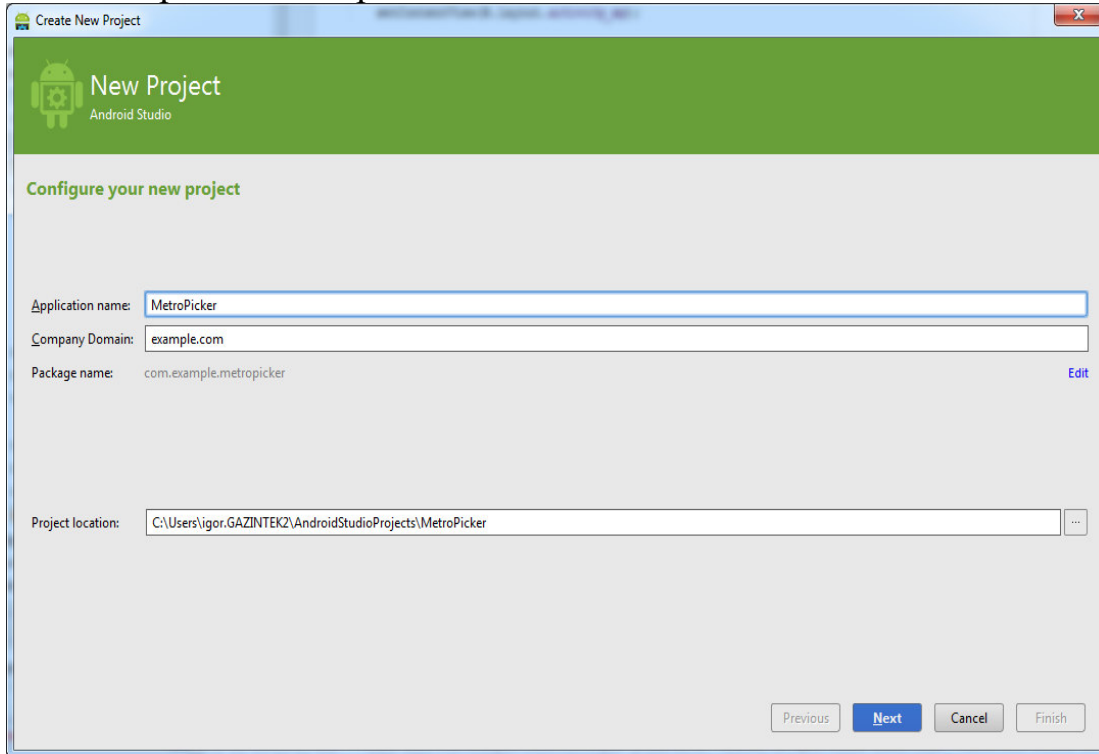 Create New Project
New Project
Android Studio
Configure your new project
Application name: MetroPicker
Company Domain: example.com
Package name: com.example.metropicker Edit
Project location: C:\Users\igor.GAZINTEK2\AndroidStudioProjects\MetroPicker ...
Previous Next Cancel Finish